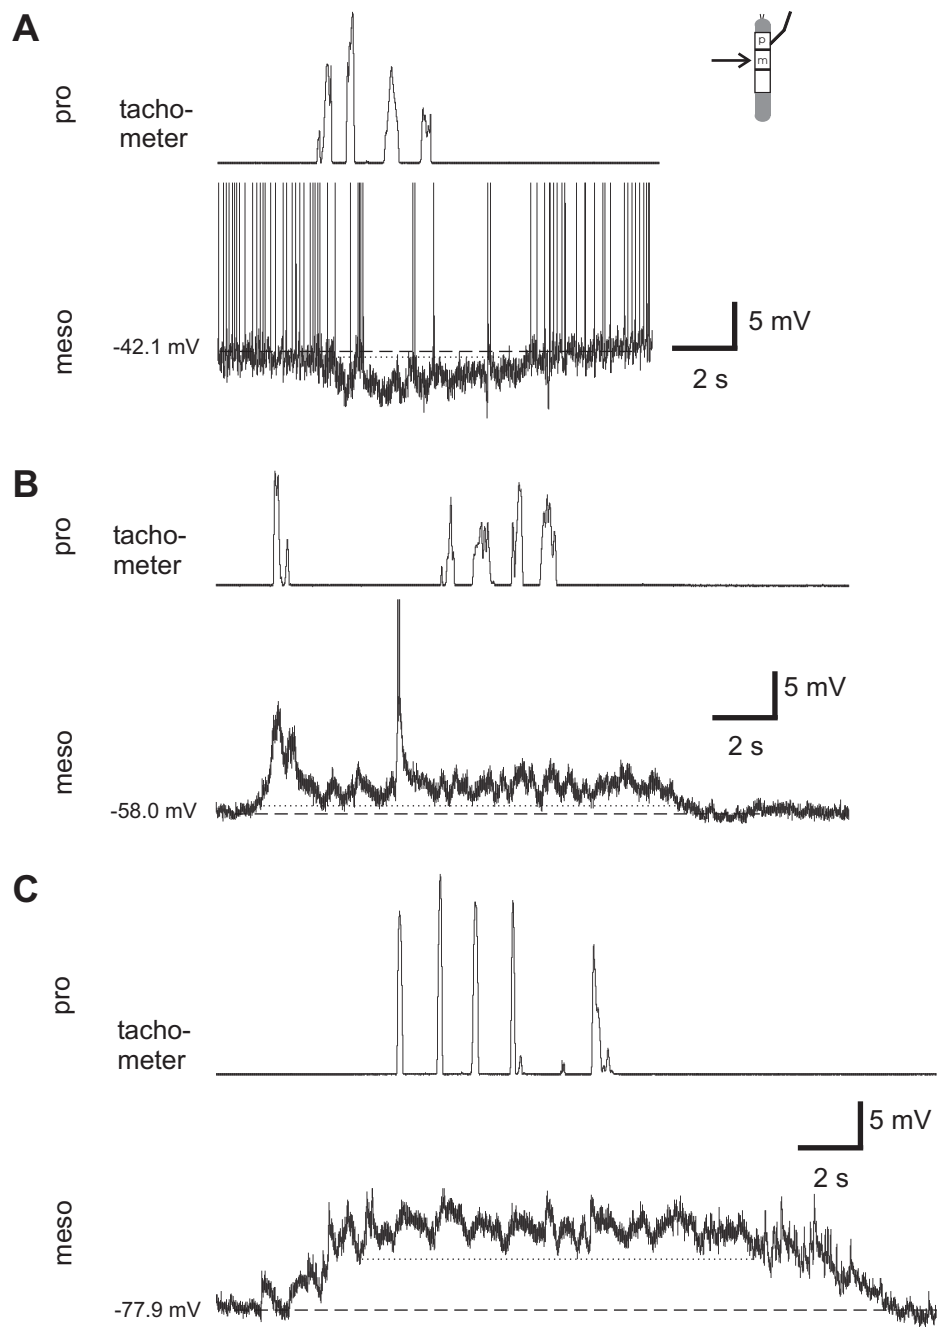 A
pro
tacho-
meter
p
m
meso
-42.1 mV
5 mV
2 s
B
pro
tacho-
meter
meso
-58.0 mV
5 mV
2 s
C
pro
tacho-
meter
meso
-77.9 mV
5 mV
2 s